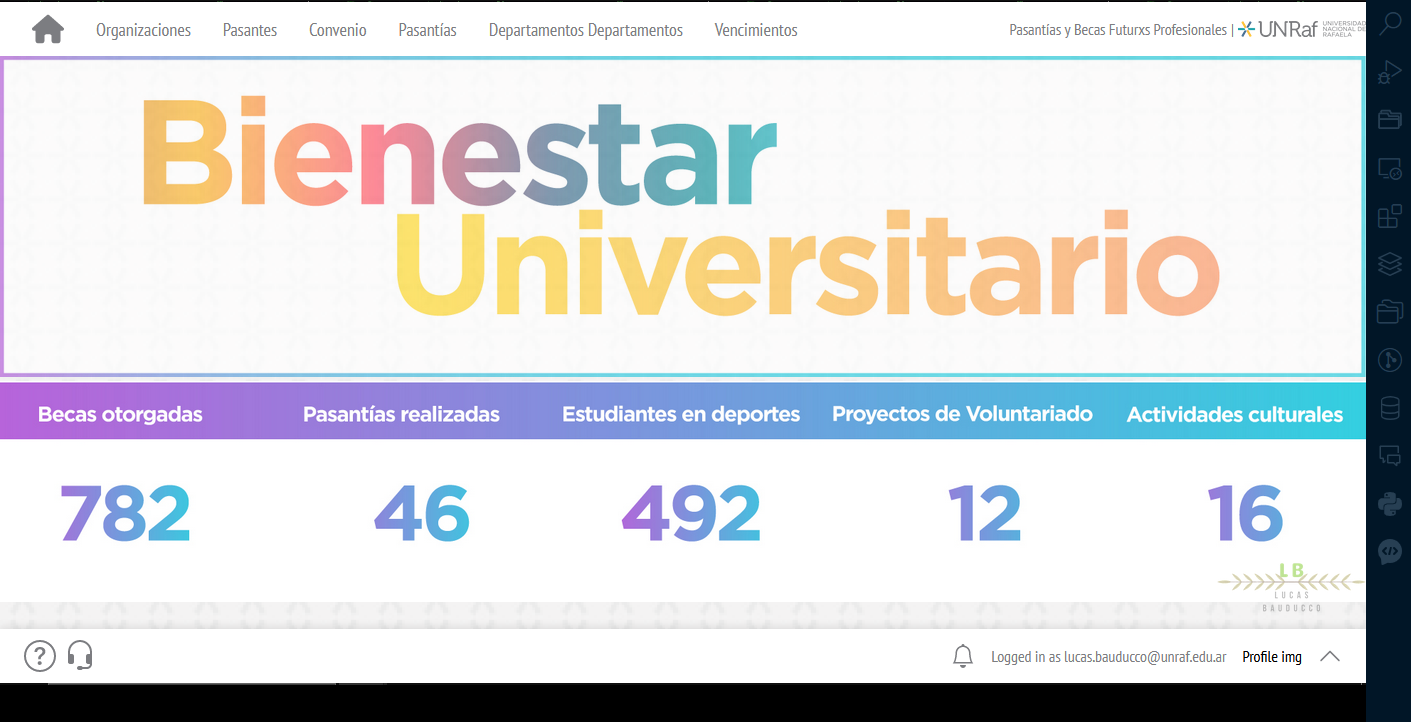 Organizaciones Pasantes Convenio Pasantías Departamentos Departamentos Vencimientos Pasantías y Becas Futurxs Profesionales | UNRaf UNIVERSIDAD NACIONAL DE RAFAELA
Bienestar
Universitario
Becas otorgadas Pasantías realizadas Estudiantes en deportes Proyectos de Voluntariado Actividades culturales
782 46 492 12 16
LB
LUCAS
BAUDUCCO
? Logged in as lucas.bauducco@unraf.edu.ar Profile img